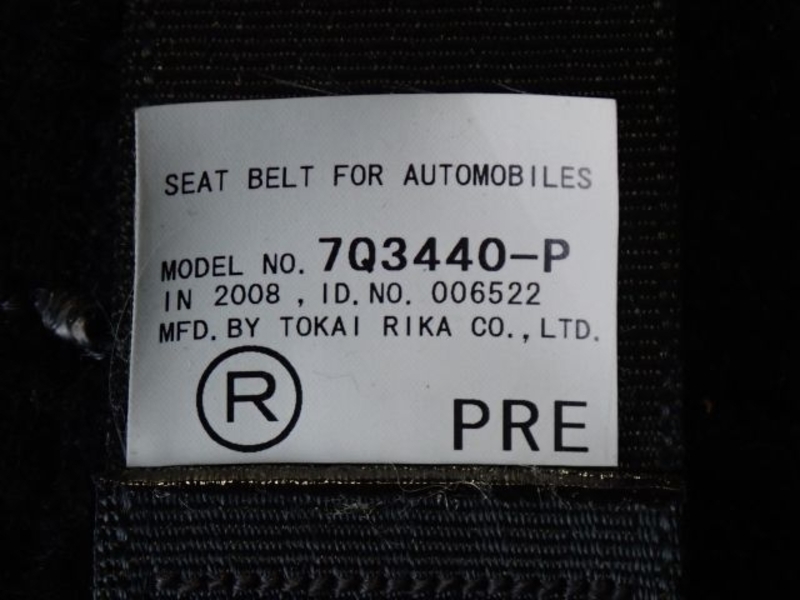 SEAT BELT FOR AUTOMOBILES
MODEL NO. 7Q3440-P
IN 2008 , ID.NO. 006522
MFD.BY TOKAI RIKA CO.,LTD.
R PRE